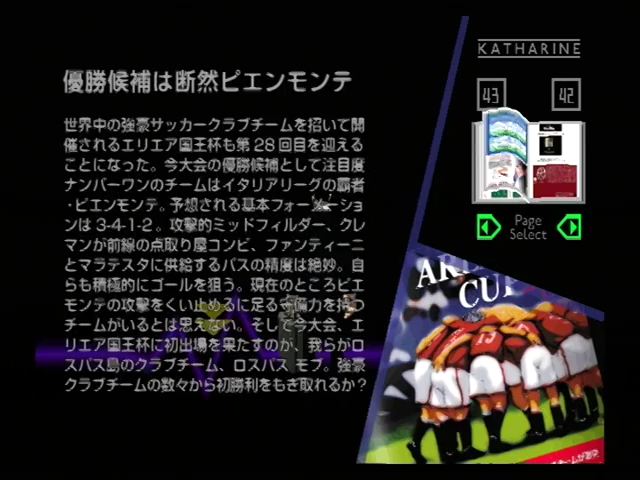 優勝候補は断然ピエンモンテ
世界中の強豪サッカークラブチームを招いて開
催されるエリエア国王杯も第28回目を迎える
ことになった。今大会の優勝候補として注目度
ナンバーワンのチームはイタリアリーグの覇者
・ピエンモンテ。予想される基本フォーメーショ
ンは3-4-1-2。攻撃的ミッドフィルダー、クレ
マンが前線の点取り屋コンビ、ファンティーニ
とマラテスタに供給するパスの精度は絶妙。自
らも積極的にゴールを狙う。現在のところピエ
モンテの攻撃をくい止めるに足る守備力を持つ
チームがいるとは思えない。そして今大会、エ
リエア国王杯に初出場を果たすのが、我らがロ
スパス島のクラブチーム、ロスパス モブ。強豪
クラブチームの数々から初勝利をもぎ取れるか?
KATHARINE
43
42
Page
Select
CUP